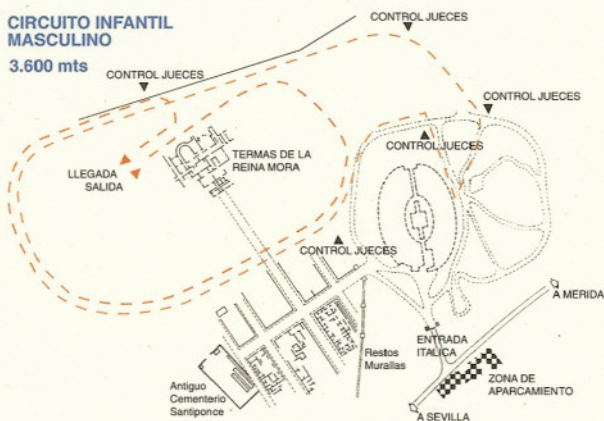 CIRCUITO INFANTIL
MASCULINO
3.600 mts
CONTROL JUECES
CONTROL JUECES
CONTROL JUECES
CONTROL JUECES
TERMAS DE LA
REINA MORA
LLEGADA
SALIDA
CONTROL JUECES
A MERIDA
ENTRADA
ITALICA
Restos
Murallas
ZONA DE
APARCAMIENTO
Antiguo
Cementerio
Santiponce
A SEVILLA